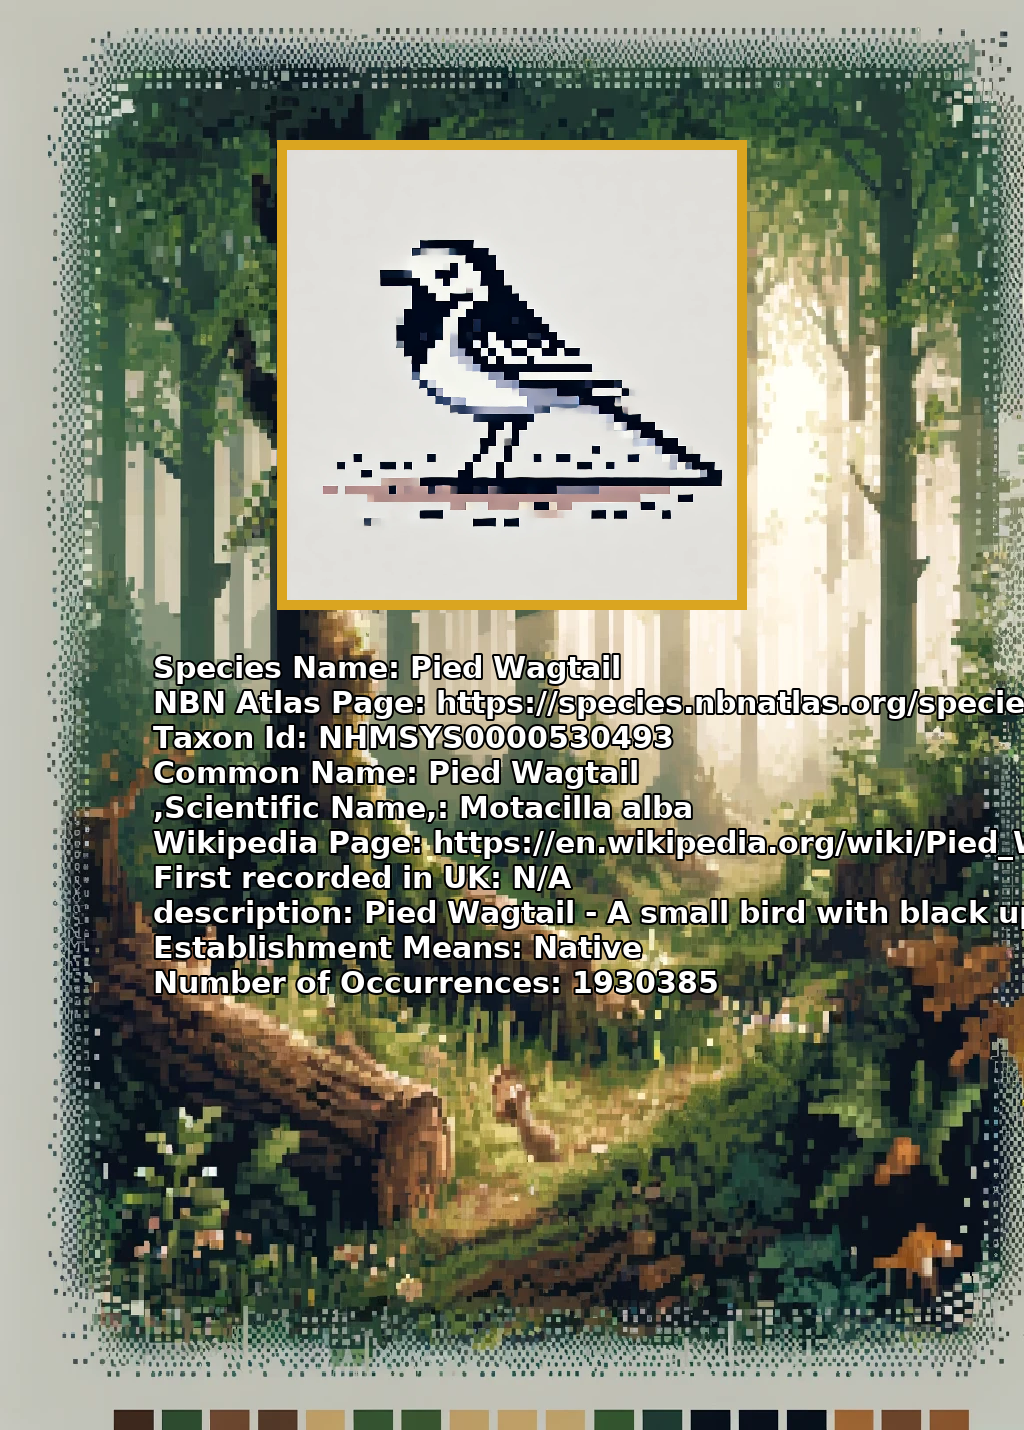 Species Name: Pied Wagtail
NBN Atlas Page: https://species.nbnatlas.org/specie
Taxon Id: NHMSYS0000530493
Common Name: Pied Wagtail
,Scientific Name,: Motacilla alba
Wikipedia Page: https://en.wikipedia.org/wiki/Pied_W
First recorded in UK: N/A
description: Pied Wagtail - A small bird with black up
Establishment Means: Native
Number of Occurrences: 1930385